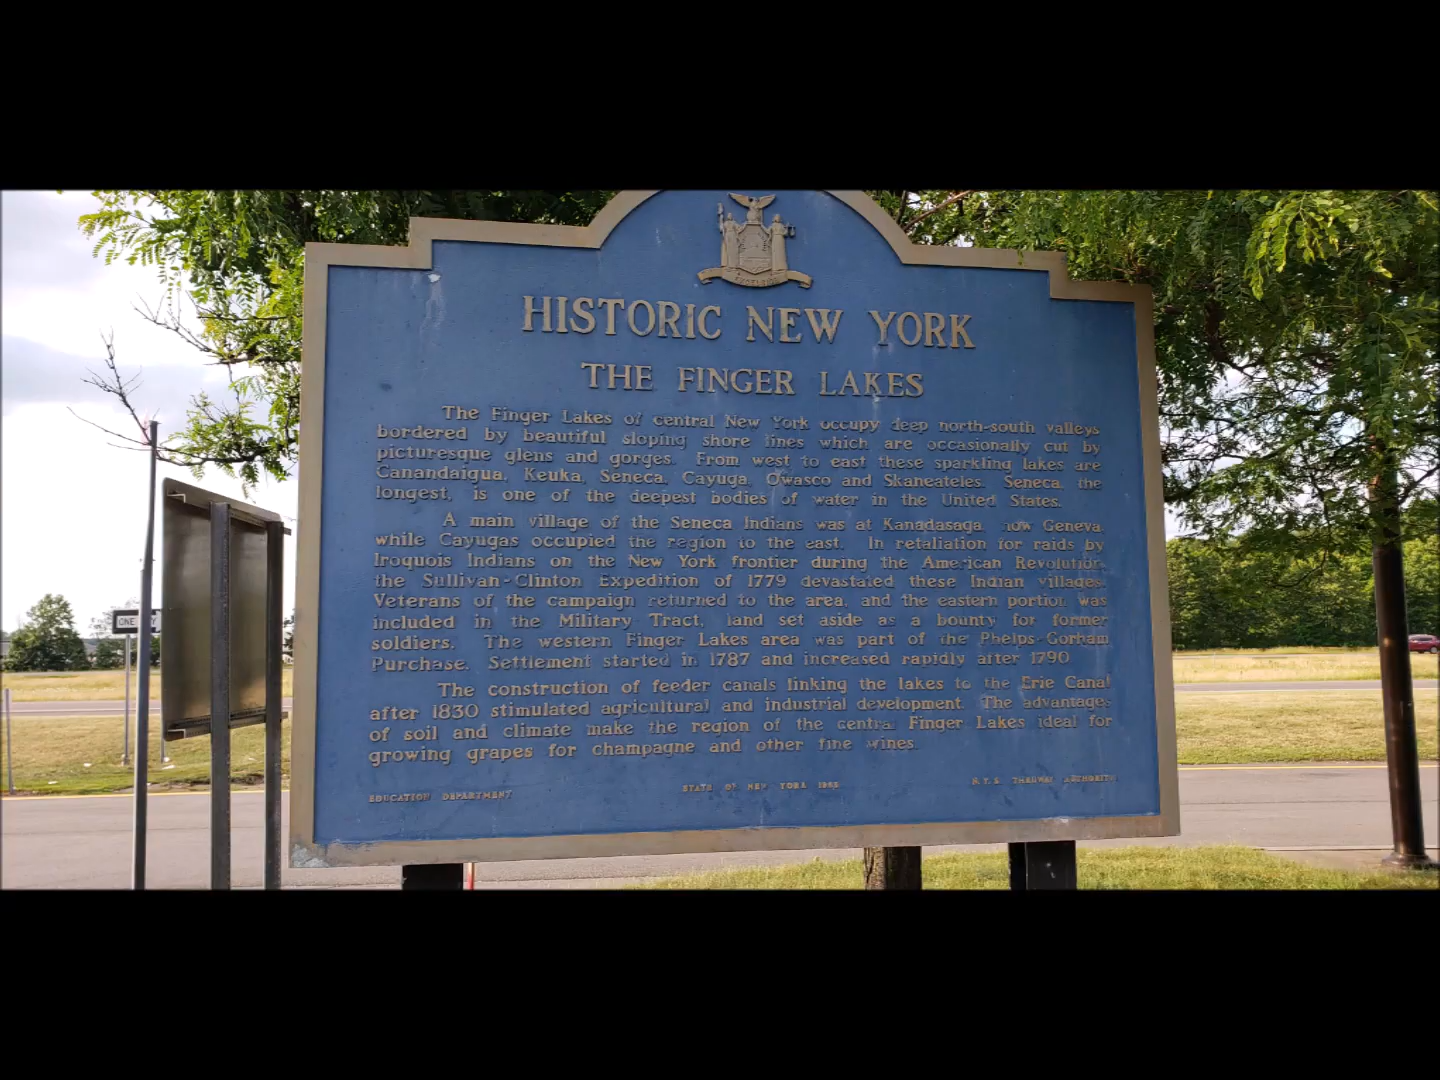 EXCELSIOR
HISTORIC NEW YORK
THE FINGER LAKES
The Finger Lakes of central New York occupy deep north-south valleys
bordered by beautiful sloping shore lines which are occasionally cut by
picturesque glens and gorges. From west to east these sparkling lakes are
Canandaigua, Keuka, Seneca, Cayuga, Owasco and Skaneateles. Seneca, the
longest, is one of the deepest bodies of water in the United States.
A main village of the Seneca Indians was at Kanadasaga, now Geneva,
while Cayugas occupied the region to the east. In retaliation for raids by
Iroquois Indians on the New York frontier during the American Revolution,
the Sullivan-Clinton Expedition of 1779 devastated these Indian villages.
Veterans of the campaign returned to the area, and the eastern portion was
included in the Military Tract, land set aside as a bounty for former
soldiers. The western Finger Lakes area was part of the Phelps-Gorham
Purchase. Settlement started in 1787 and increased rapidly after 1790.
The construction of feeder canals linking the lakes to the Erie Canal
after 1830 stimulated agricultural and industrial development. The advantages
of soil and climate make the region of the central Finger Lakes ideal for
growing grapes for champagne and other fine wines.
EDUCATION DEPARTMENT STATE OF NEW YORK N.Y.S. THRUWAY AUTHORITY
ONE